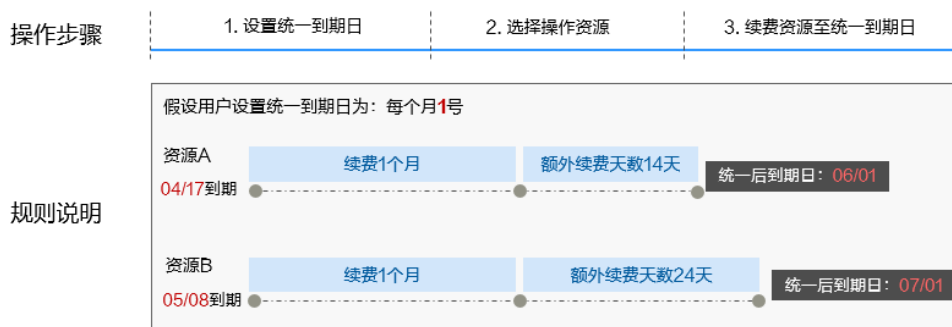 操作步骤
1. 设置统一到期日
2. 选择操作资源
3. 续费资源至统一到期日
规则说明
假设用户设置统一到期日为：每个月1号
资源A
04/17到期
续费1个月
额外续费天数14天
统一后到期日：06/01
资源B
05/08到期
续费1个月
额外续费天数24天
统一后到期日：07/01